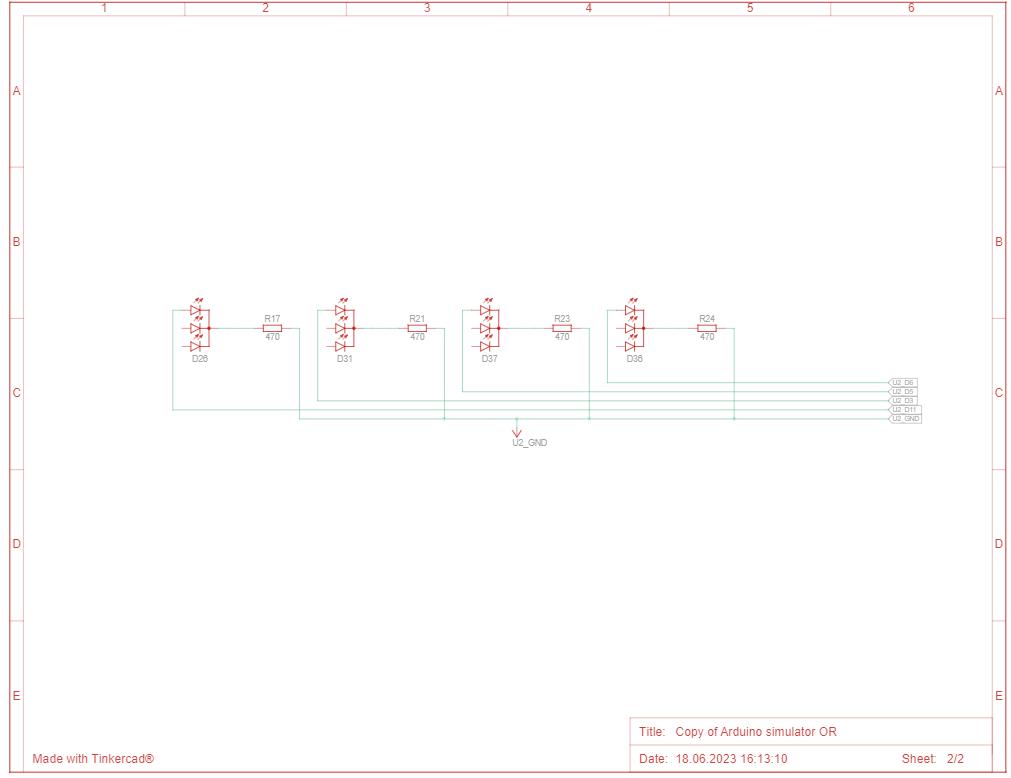 1 2 3 4 5 6
A A
B B
R17 R21 R23 R24
470 470 470 470
D26 D31 D37 D36
U2_D6
U2_D5
C C
U2_D3
U2_D11
U2_GND
U2_GND
D D
E E
Title: Copy of Arduino simulator OR
Made with Tinkercad®
Date: 18.06.2023 16:13:10 Sheet: 2/2